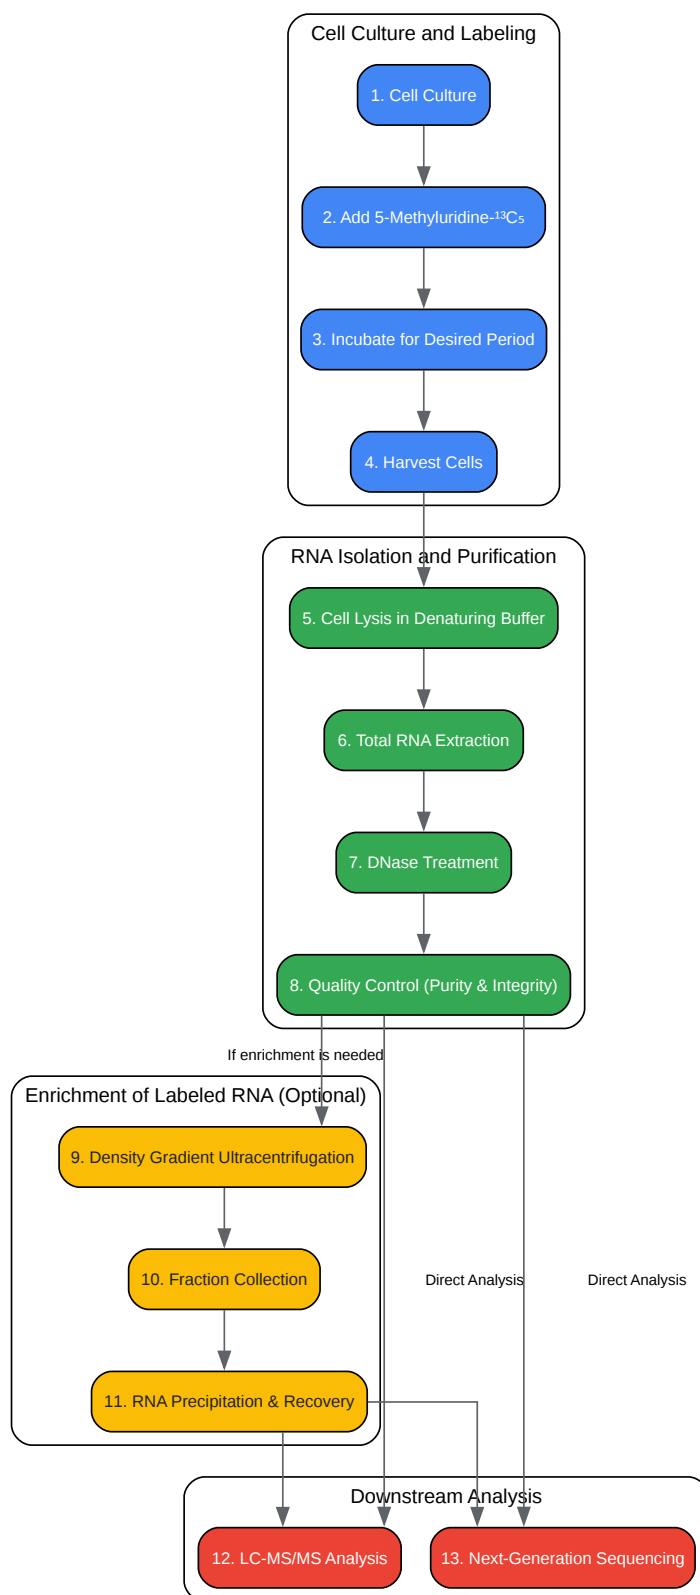 Cell Culture and Labeling
1. Cell Culture
2. Add 5-Methyluridine-¹³C₅
3. Incubate for Desired Period
4. Harvest Cells
RNA Isolation and Purification
5. Cell Lysis in Denaturing Buffer
6. Total RNA Extraction
7. DNase Treatment
8. Quality Control (Purity & Integrity)
If enrichment is needed
Enrichment of Labeled RNA (Optional)
9. Density Gradient Ultracentrifugation
10. Fraction Collection
Direct Analysis
Direct Analysis
11. RNA Precipitation & Recovery
Downstream Analysis
12. LC-MS/MS Analysis
13. Next-Generation Sequencing